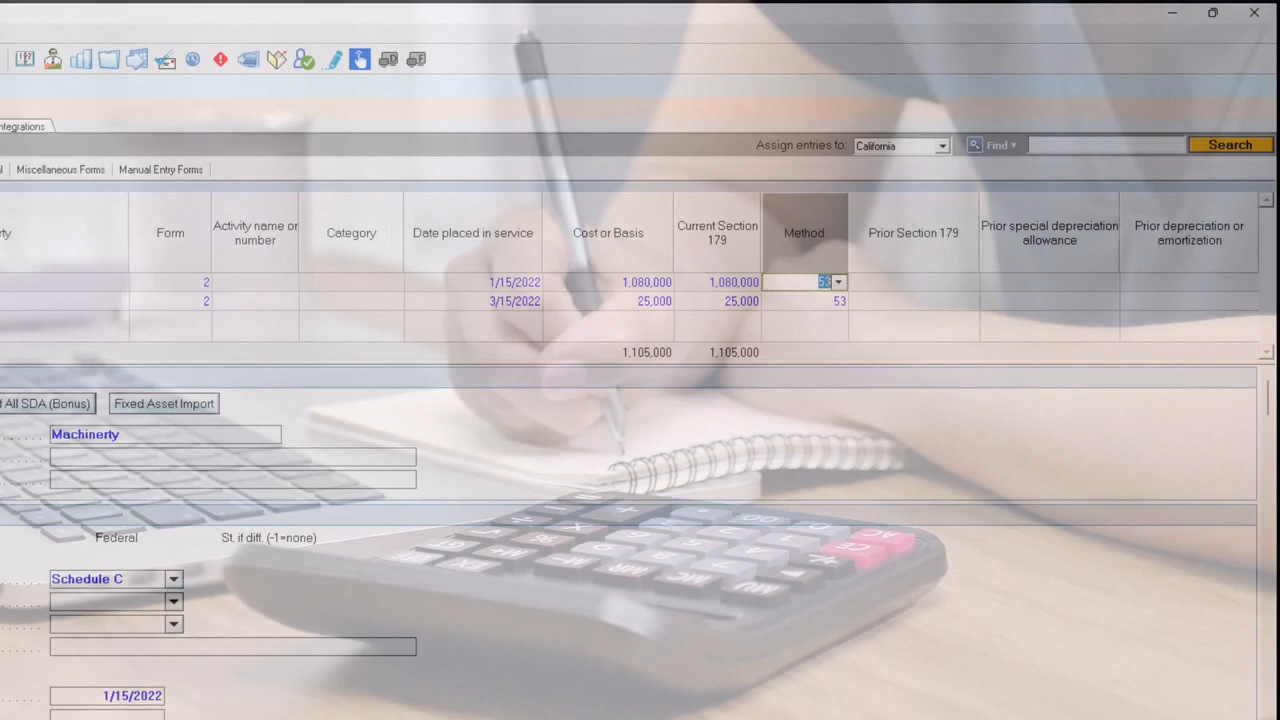 ntegrations
Assign entries to: California Find Search
Miscellaneous Forms Manual Entry Forms
ty Form Activity name or number Category Date placed in service Cost or Basis Current Section 179 Method Prior Section 179 Prior special depreciation allowance Prior depreciation or amortization
2 1/15/2022 1,080,000 1,080,000 53
2 3/15/2022 25,000 25,000 53
1,105,000 1,105,000
f All SDA (Bonus) Fixed Asset Import
Machinerty
Federal St. if diff. (-1=none)
Schedule C
1/15/2022